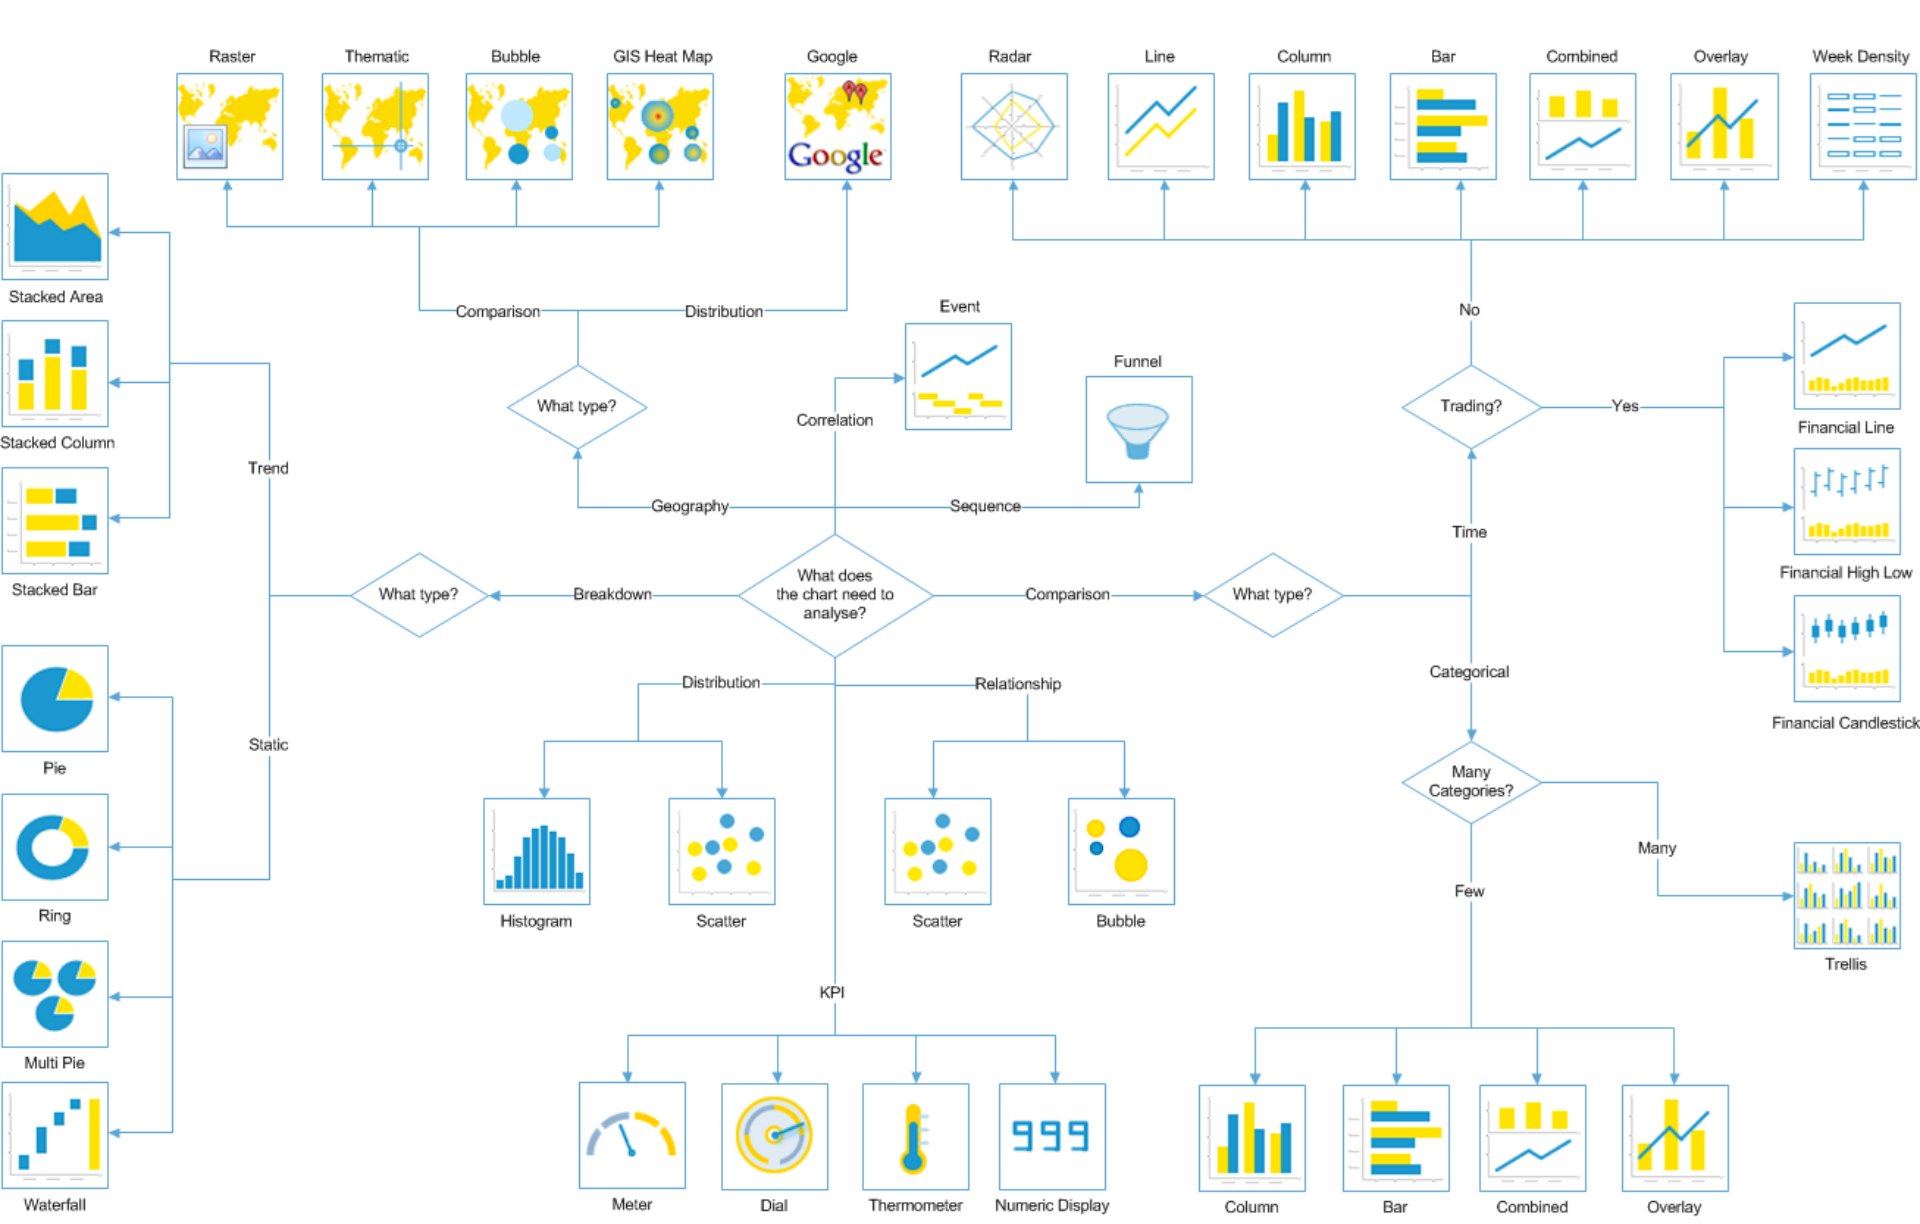 Raster
Thematic
Bubble
GIS Heat Map
Google
Radar
Line
Column
Bar
Combined
Overlay
Week Density
Google
Stacked Area
Comparison
Distribution
Event
No
Funnel
What type?
Correlation
Trading?
Yes
Financial Line
Stacked Column
Trend
Geography
Sequence
Time
Financial High Low
Stacked Bar
What type?
Breakdown
What does
the chart need to
analyse?
Comparison
What type?
Categorical
Distribution
Relationship
Financial Candlestick
Static
Pie
Many
Categories?
Many
Few
Ring
Histogram
Scatter
Scatter
Bubble
Trellis
KPI
Multi Pie
999
Waterfall
Meter
Dial
Thermometer
Numeric Display
Column
Bar
Combined
Overlay